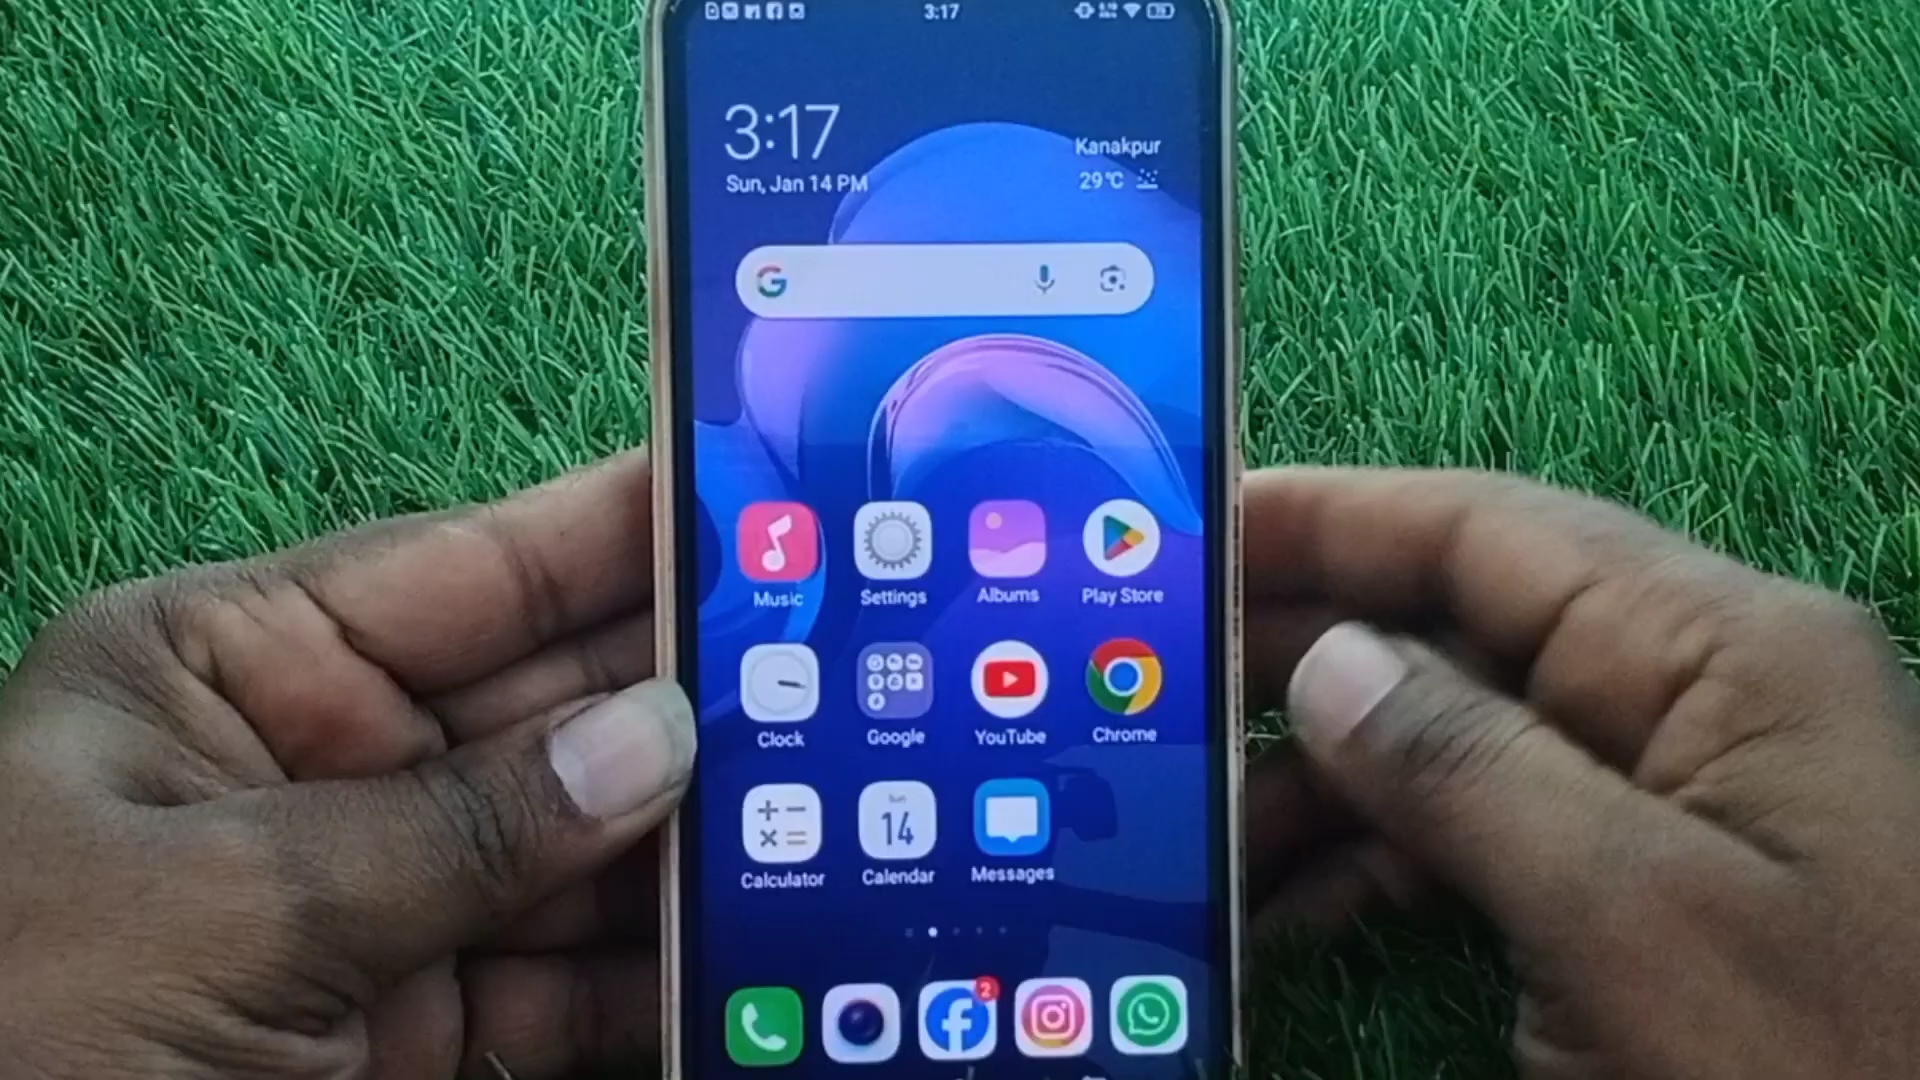 3:17
3:17
Sun, Jan 14 PM
Kanakpur
29°C
Music
Settings
Albums
Play Store
Clock
Google
YouTube
Chrome
Sun
14
Calculator
Calendar
Messages
2